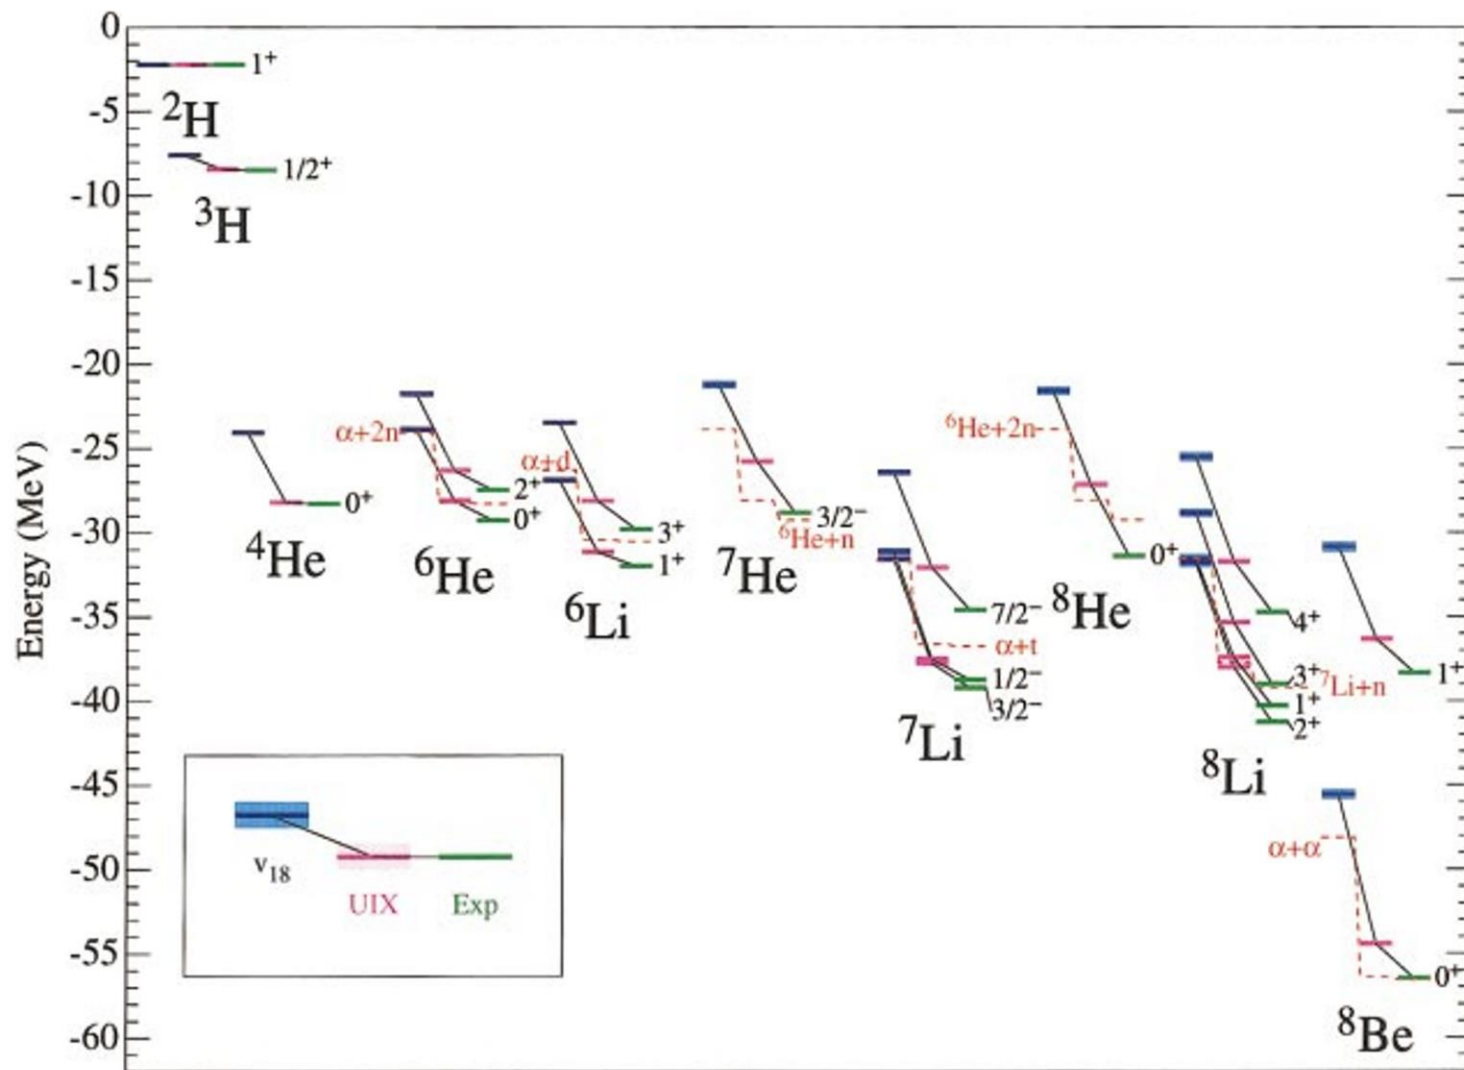 Energy (MeV)
0
-5
-10
-15
-20
-25
-30
-35
-40
-45
-50
-55
-60
1⁺
²H
1/2⁺
³H
0⁺
⁴He
α+2n
2⁺
0⁺
⁶He
α+d
3⁺
1⁺
⁶Li
3/2⁻
⁶He+n
⁷He
7/2⁻
α+t
1/2⁻
3/2⁻
⁷Li
⁶He+2n
0⁺
⁸He
4⁺
3⁺
⁷Li+n
1⁺
2⁺
⁸Li
1⁺
α+α
0⁺
⁸Be
v₁₈
UIX
Exp